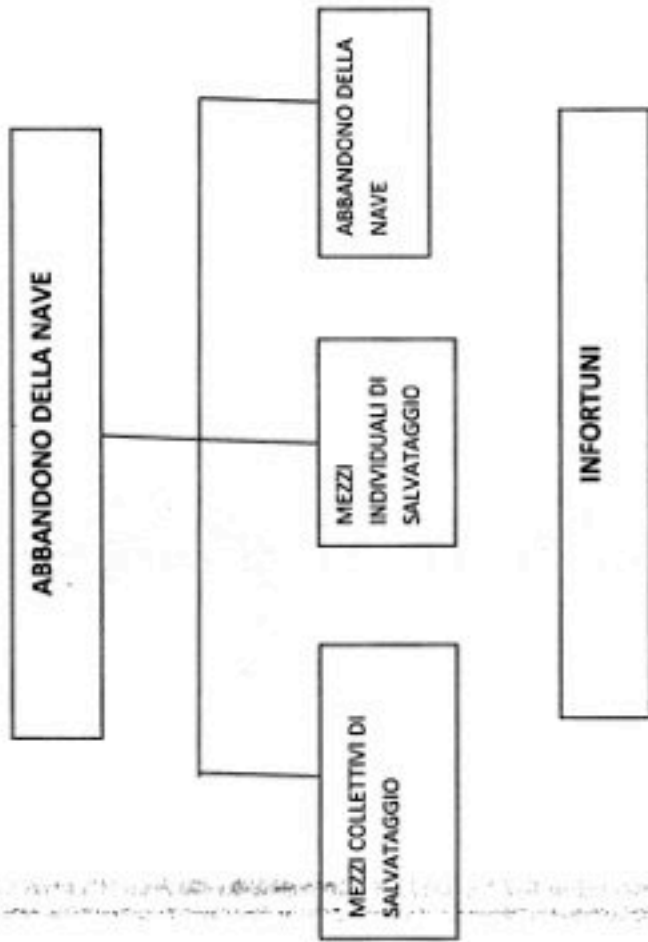 ABBANDONO DELLA NAVE
MEZZI COLLETTIVI DI
SALVATAGGIO
MEZZI
INDIVIDUALI DI
SALVATAGGIO
ABBANDONO DELLA
NAVE
INFORTUNI